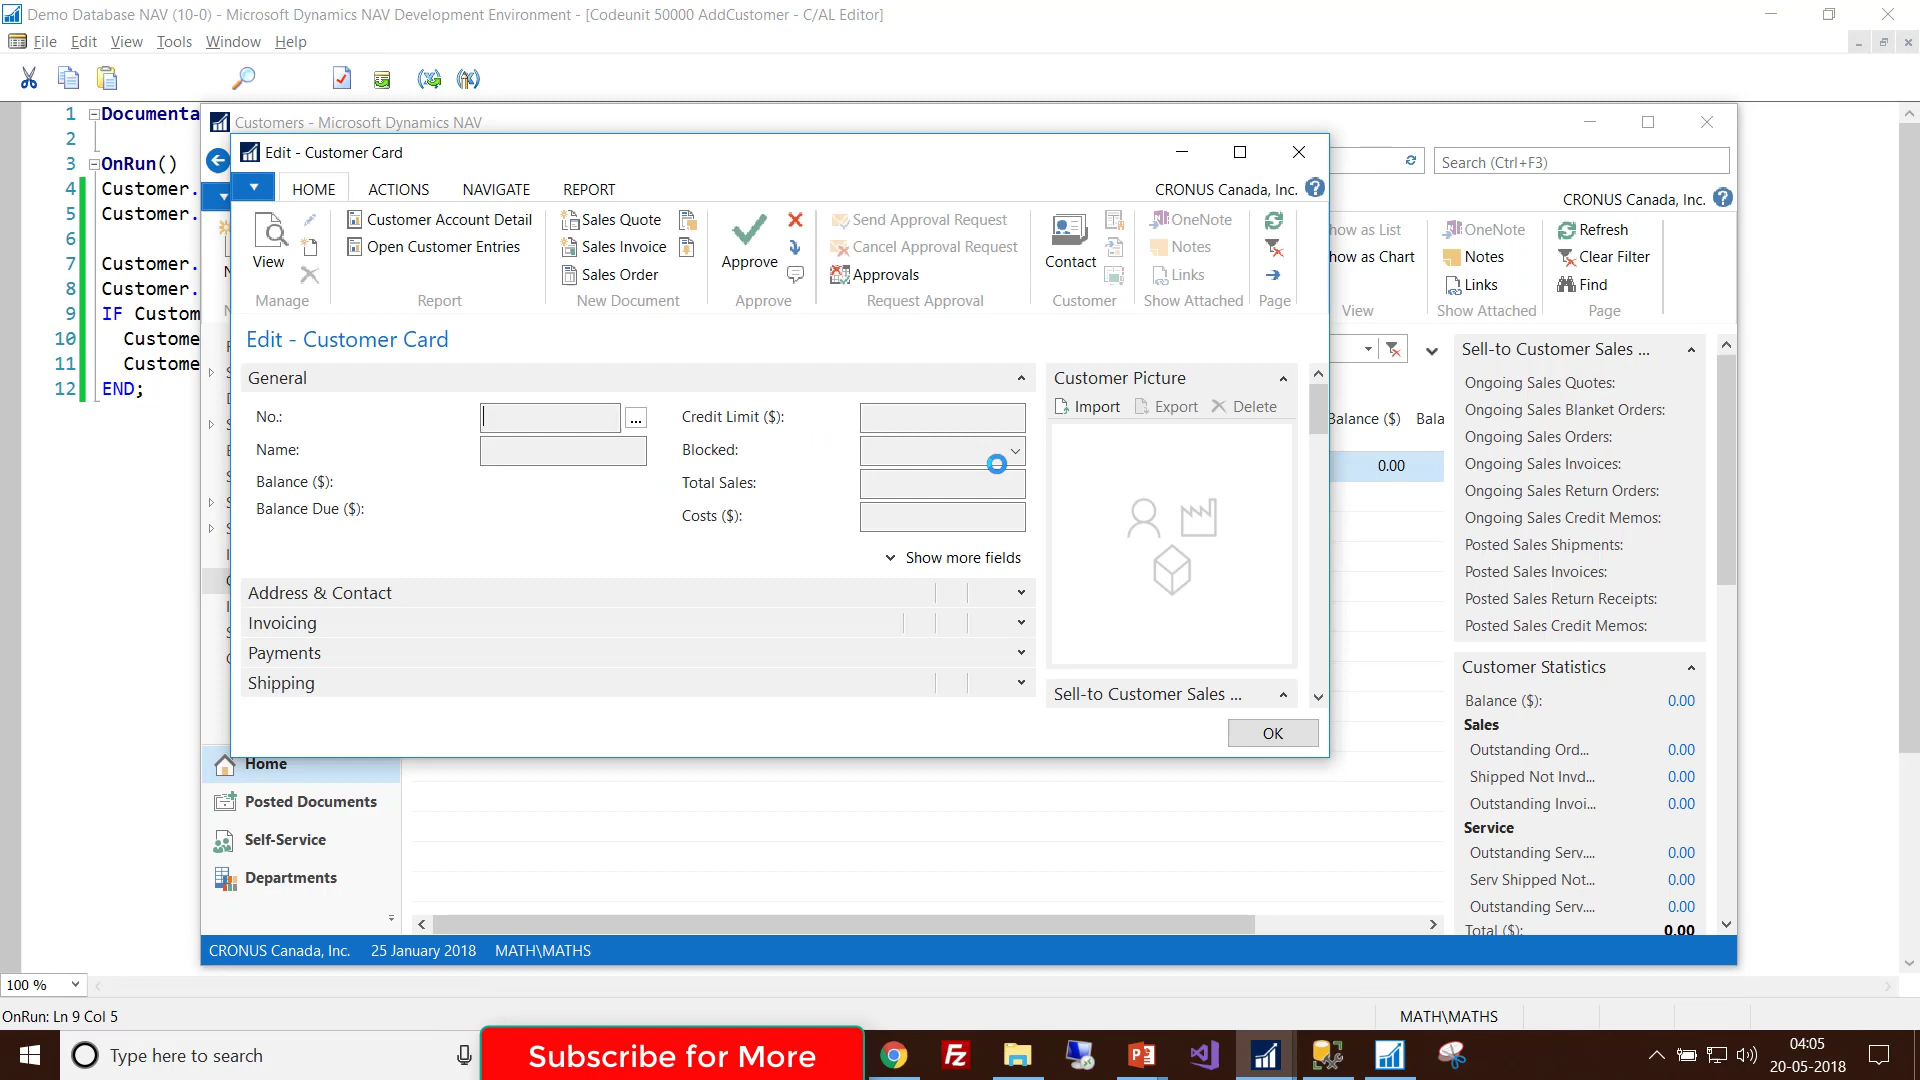 Demo Database NAV (10-0) - Microsoft Dynamics NAV Development Environment - [Codeunit 50000 AddCustomer - C/AL Editor]
File Edit View Tools Window Help
1 Documenta
2
3 OnRun()
4 Customer.
5 Customer.
6
7 Customer.
8 Customer.
9 IF Custom
10 Custome
11 Custome
12 END;
Customers - Microsoft Dynamics NAV
Search (Ctrl+F3)
CRONUS Canada, Inc.
how as List
how as Chart
View
OneNote
Notes
Links
Show Attached
Refresh
Clear Filter
Find
Page
Edit - Customer Card
HOME ACTIONS NAVIGATE REPORT
CRONUS Canada, Inc.
View
Manage
Customer Account Detail
Open Customer Entries
Report
Sales Quote
Sales Invoice
Sales Order
New Document
Approve
Approve
Send Approval Request
Cancel Approval Request
Approvals
Request Approval
Contact
Customer
OneNote
Notes
Links
Show Attached
Page
Edit - Customer Card
General
No.:
...
Name:
Balance ($):
Balance Due ($):
Credit Limit ($):
Blocked:
Total Sales:
Costs ($):
Show more fields
Address & Contact
Invoicing
Payments
Shipping
Customer Picture
Import Export Delete
Sell-to Customer Sales ...
OK
Balance ($) Bala
0.00
Sell-to Customer Sales ...
Ongoing Sales Quotes:
Ongoing Sales Blanket Orders:
Ongoing Sales Orders:
Ongoing Sales Invoices:
Ongoing Sales Return Orders:
Ongoing Sales Credit Memos:
Posted Sales Shipments:
Posted Sales Invoices:
Posted Sales Return Receipts:
Posted Sales Credit Memos:
Customer Statistics
Balance ($): 0.00
Sales
Outstanding Ord... 0.00
Shipped Not Invd... 0.00
Outstanding Invoi... 0.00
Service
Outstanding Serv.... 0.00
Serv Shipped Not... 0.00
Outstanding Serv.... 0.00
Total ($): 0.00
Home
Posted Documents
Self-Service
Departments
CRONUS Canada, Inc. 25 January 2018 MATH\MATHS
100 %
OnRun: Ln 9 Col 5
MATH\MATHS
Type here to search
Subscribe for More
04:05
20-05-2018